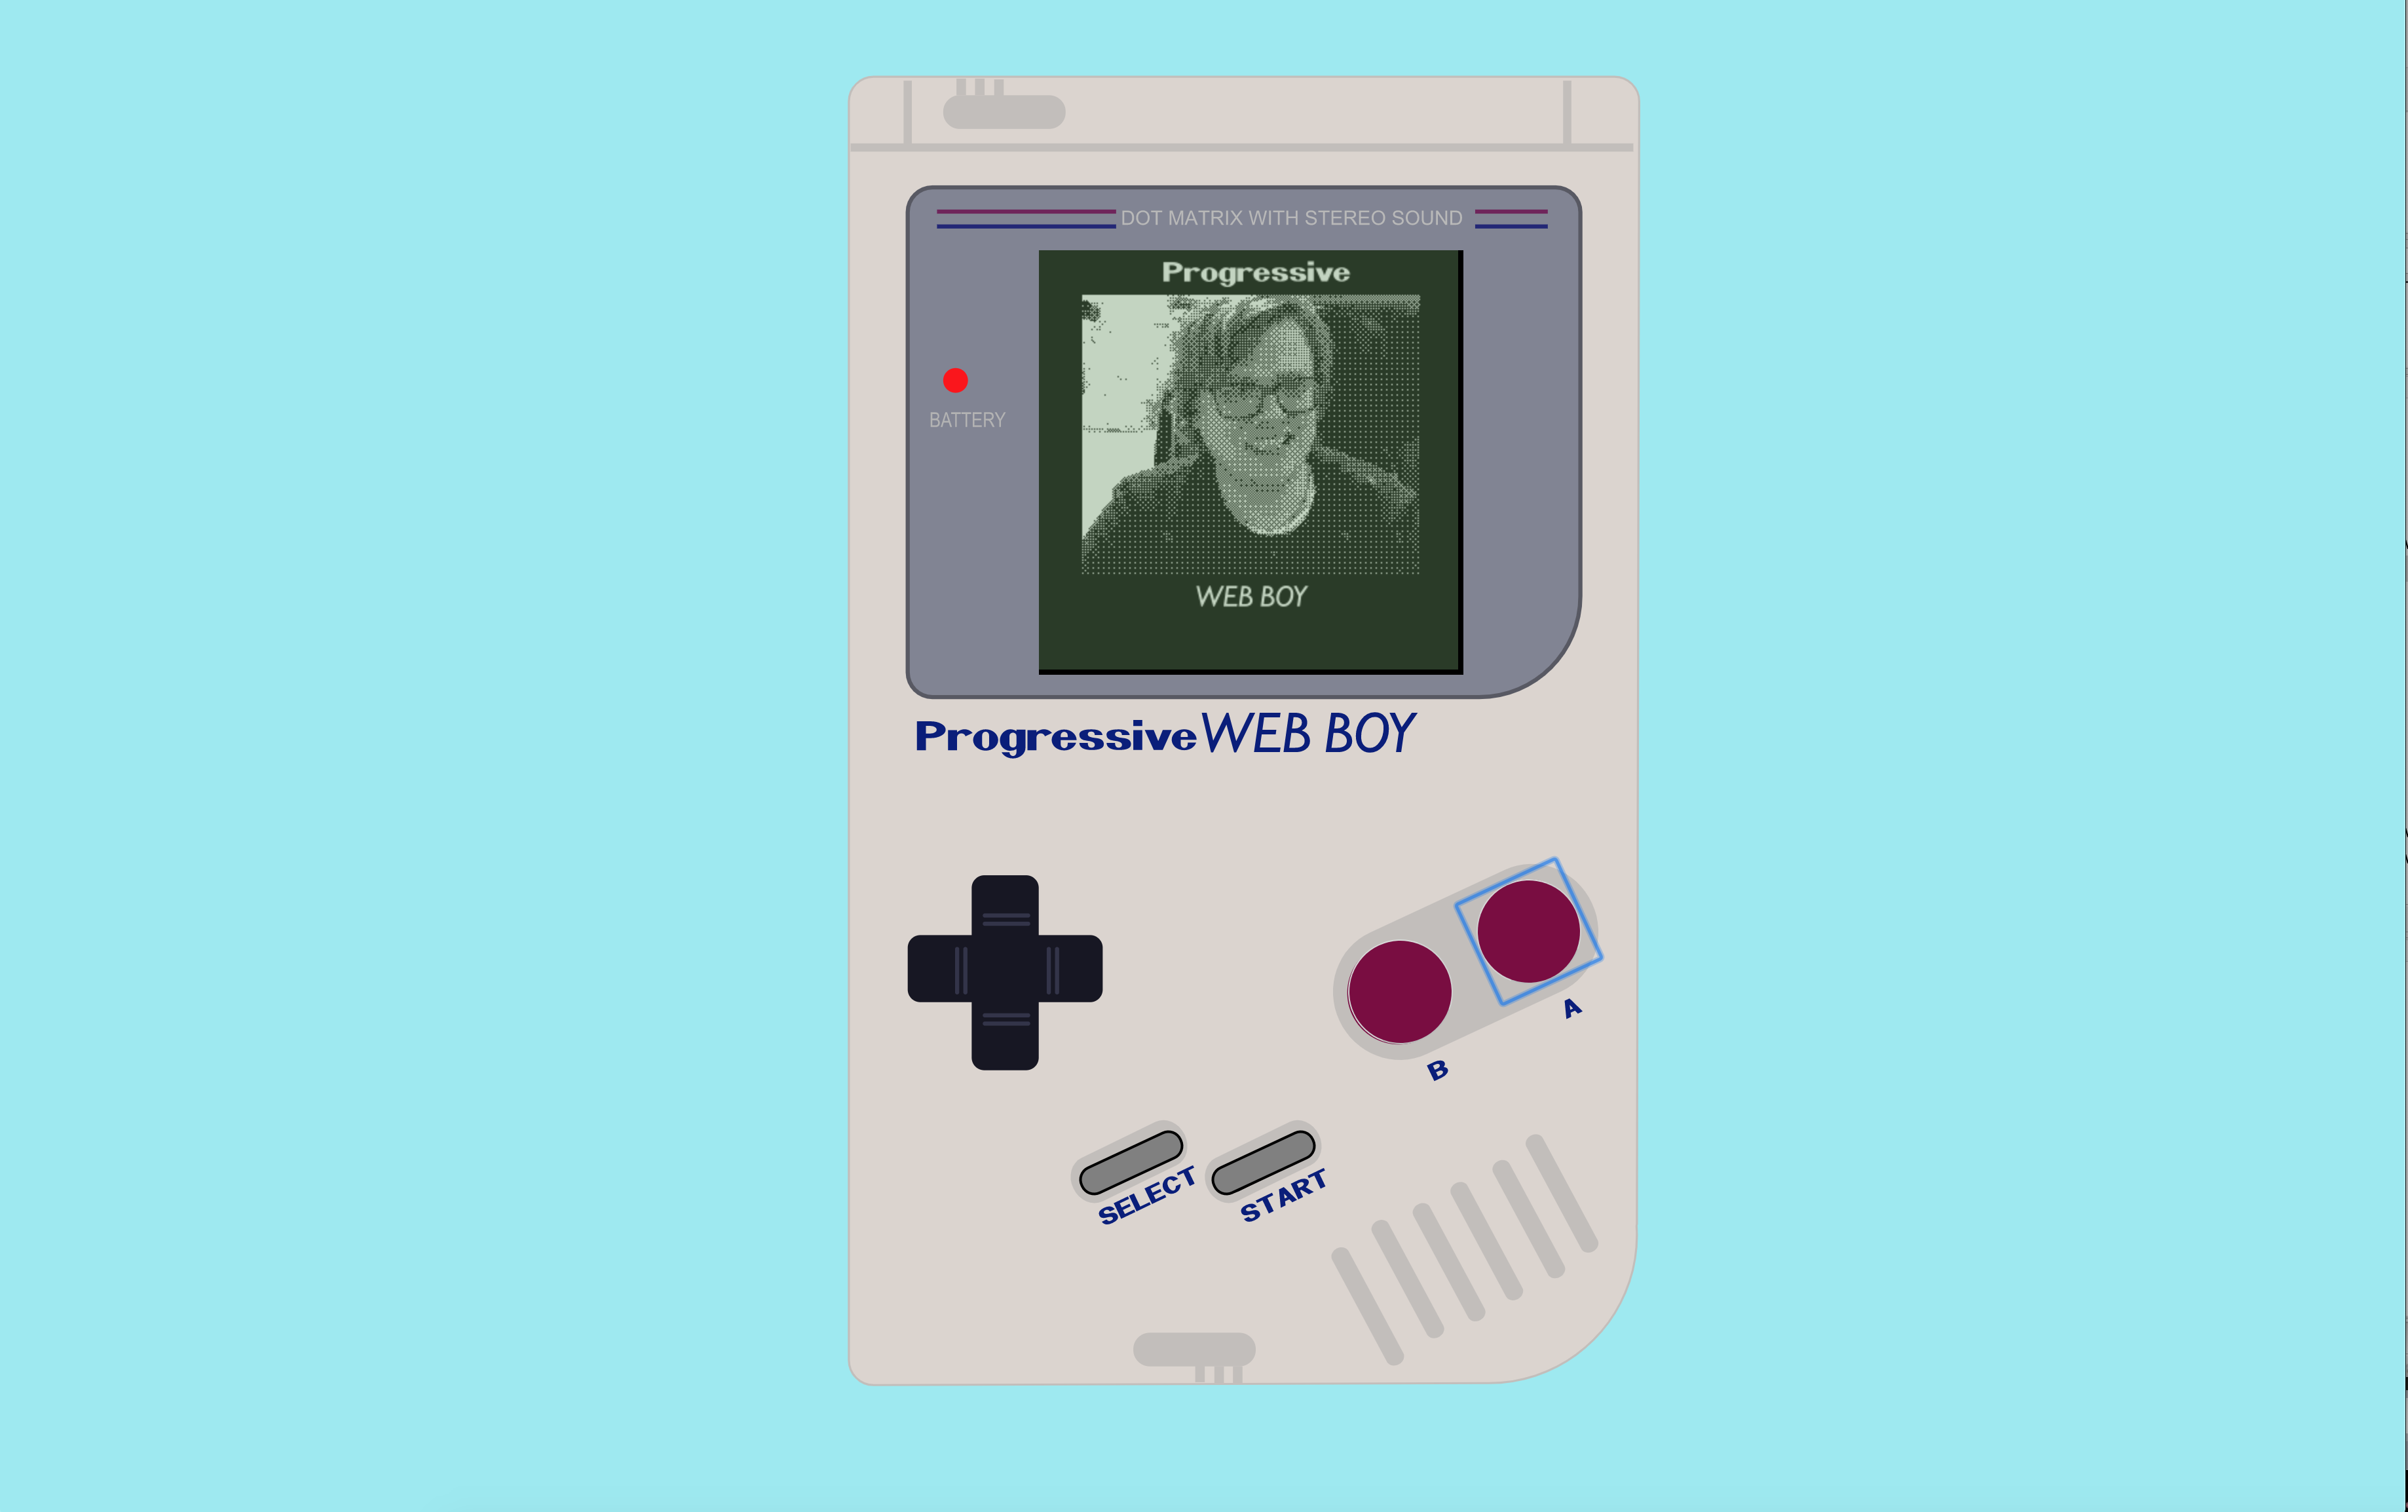 DOT MATRIX WITH STEREO SOUND
Progressive
BATTERY
WEB BOY
Progressive WEB BOY
A
B
SELECT
START